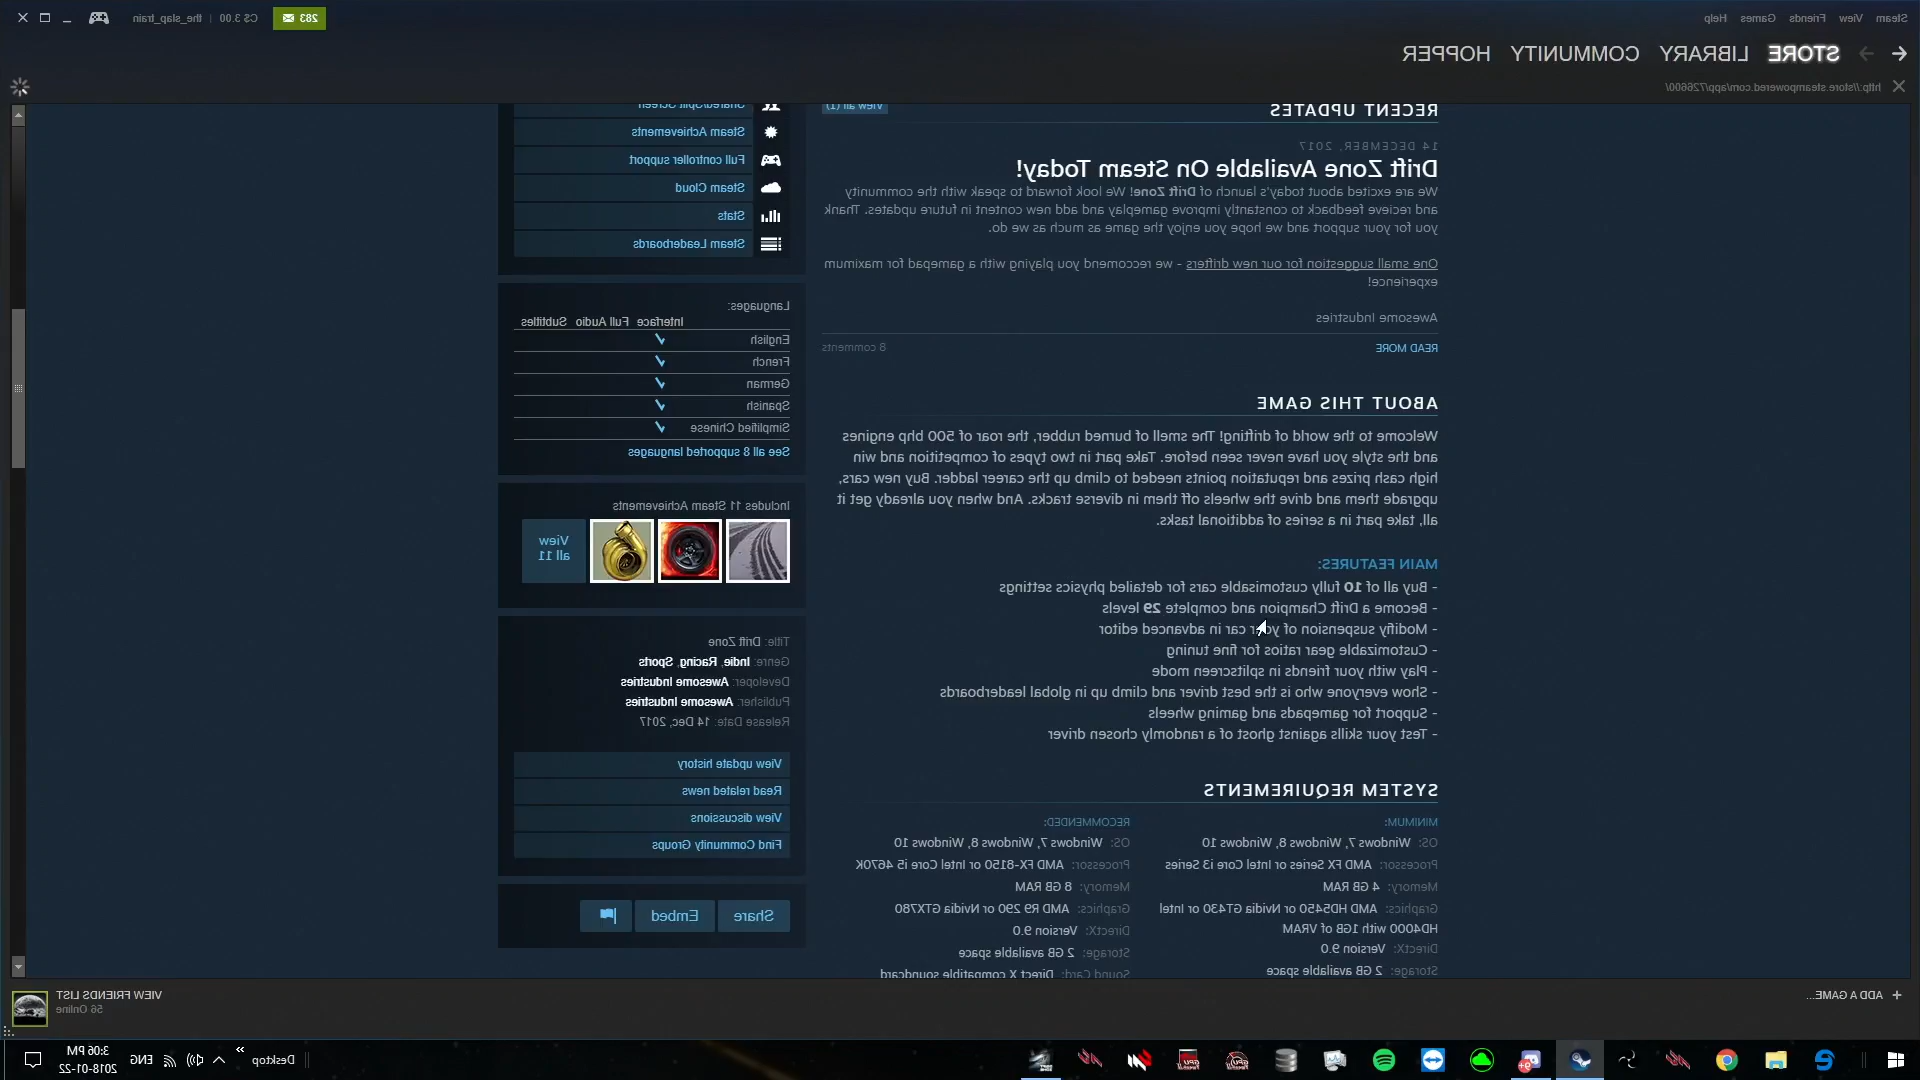 Steam View Friends Games Help
283 the_slap_train C$ 3.00
STORE LIBRARY COMMUNITY HOPPER
http://store.steampowered.com/app/726600/
RECENT UPDATES
View all (1)
14 DECEMBER, 2017
Drift Zone Available On Steam Today!
We are excited about today's launch of Drift Zone! We look forward to speak with the community
and recieve feedback to constantly improve gameplay and add new content in future updates. Thank
you for your support and we hope you enjoy the game as much as we do.
One small suggestion for our new drifters - we reccomend you playing with a gamepad for maximum
experience!
Awesome Industries
READ MORE
8 comments
ABOUT THIS GAME
Welcome to the world of drifting! The smell of burned rubber, the roar of 500 bhp engines
and the style you have never seen before. Take part in two types of competition and win
high cash prizes and reputation points needed to climb up the career ladder. Buy new cars,
upgrade them and drive the wheels off them in diverse tracks. And when you already get it
all, take part in a series of additional tasks.
MAIN FEATURES:
- Buy all of 10 fully customisable cars for detailed physics settings
- Become a Drift Champion and complete 29 levels
- Modifiy suspension of your car in advanced editor
- Customizable gear ratios for fine tuning
- Play with your friends in splitscreen mode
- Show everyone who is the best driver and climb up in global leaderboards
- Support for gamepads and gaming wheels
- Test your skills against ghost of a randomly chosen driver
SYSTEM REQUIREMENTS
MINIMUM:
OS: Windows 7, Windows 8, Windows 10
Processor: AMD FX Series or Intel Core i3 Series
Memory: 4 GB RAM
Graphics: AMD HD5450 or Nvidia GT430 or Intel
HD4000 with 1GB of VRAM
DirectX: Version 9.0
Storage: 2 GB available space
RECOMMENDED:
OS: Windows 7, Windows 8, Windows 10
Processor: AMD FX-8150 or Intel Core i5 4670K
Memory: 8 GB RAM
Graphics: AMD R9 290 or Nvidia GTX780
DirectX: Version 9.0
Storage: 2 GB available space
Sound Card: Direct X compatible soundcard
Shared/Split Screen
Steam Achievements
Full controller support
Steam Cloud
Stats
Steam Leaderboards
Languages:
Interface Full Audio Subtitles
English
French
German
Spanish
Simplified Chinese
See all 8 supported languages
Includes 11 Steam Achievements
View
all 11
Title: Drift Zone
Genre: Indie, Racing, Sports
Developer: Awesome Industries
Publisher: Awesome Industries
Release Date: 14 Dec, 2017
View update history
Read related news
View discussions
Find Community Groups
Share Embed
+ ADD A GAME...
VIEW FRIENDS LIST
56 Online
Desktop
ENG
3:06 PM
2018-01-22